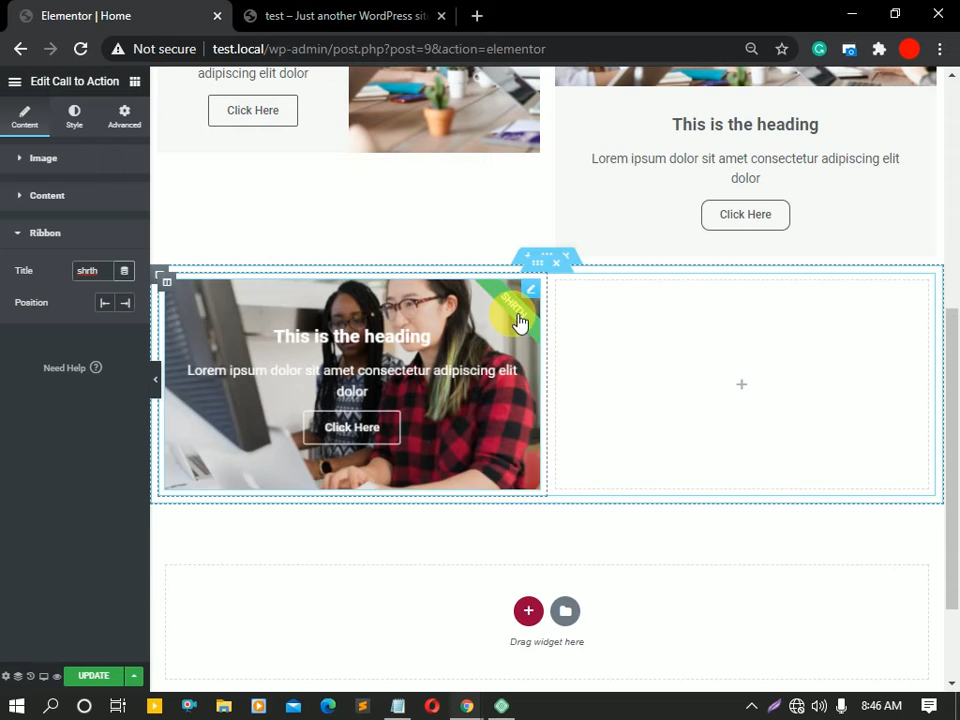 Elementor | Home
test – Just another WordPress site
Not secure
test.local/wp-admin/post.php?post=9&action=elementor
Edit Call to Action
Content
Style
Advanced
Image
Content
Ribbon
Title
shrth
Position
Need Help
UPDATE
adipiscing elit dolor
Click Here
This is the heading
Lorem ipsum dolor sit amet consectetur adipiscing elit
dolor
Click Here
SHRTH
This is the heading
Lorem ipsum dolor sit amet consectetur adipiscing elit
dolor
Click Here
Drag widget here
8:46 AM